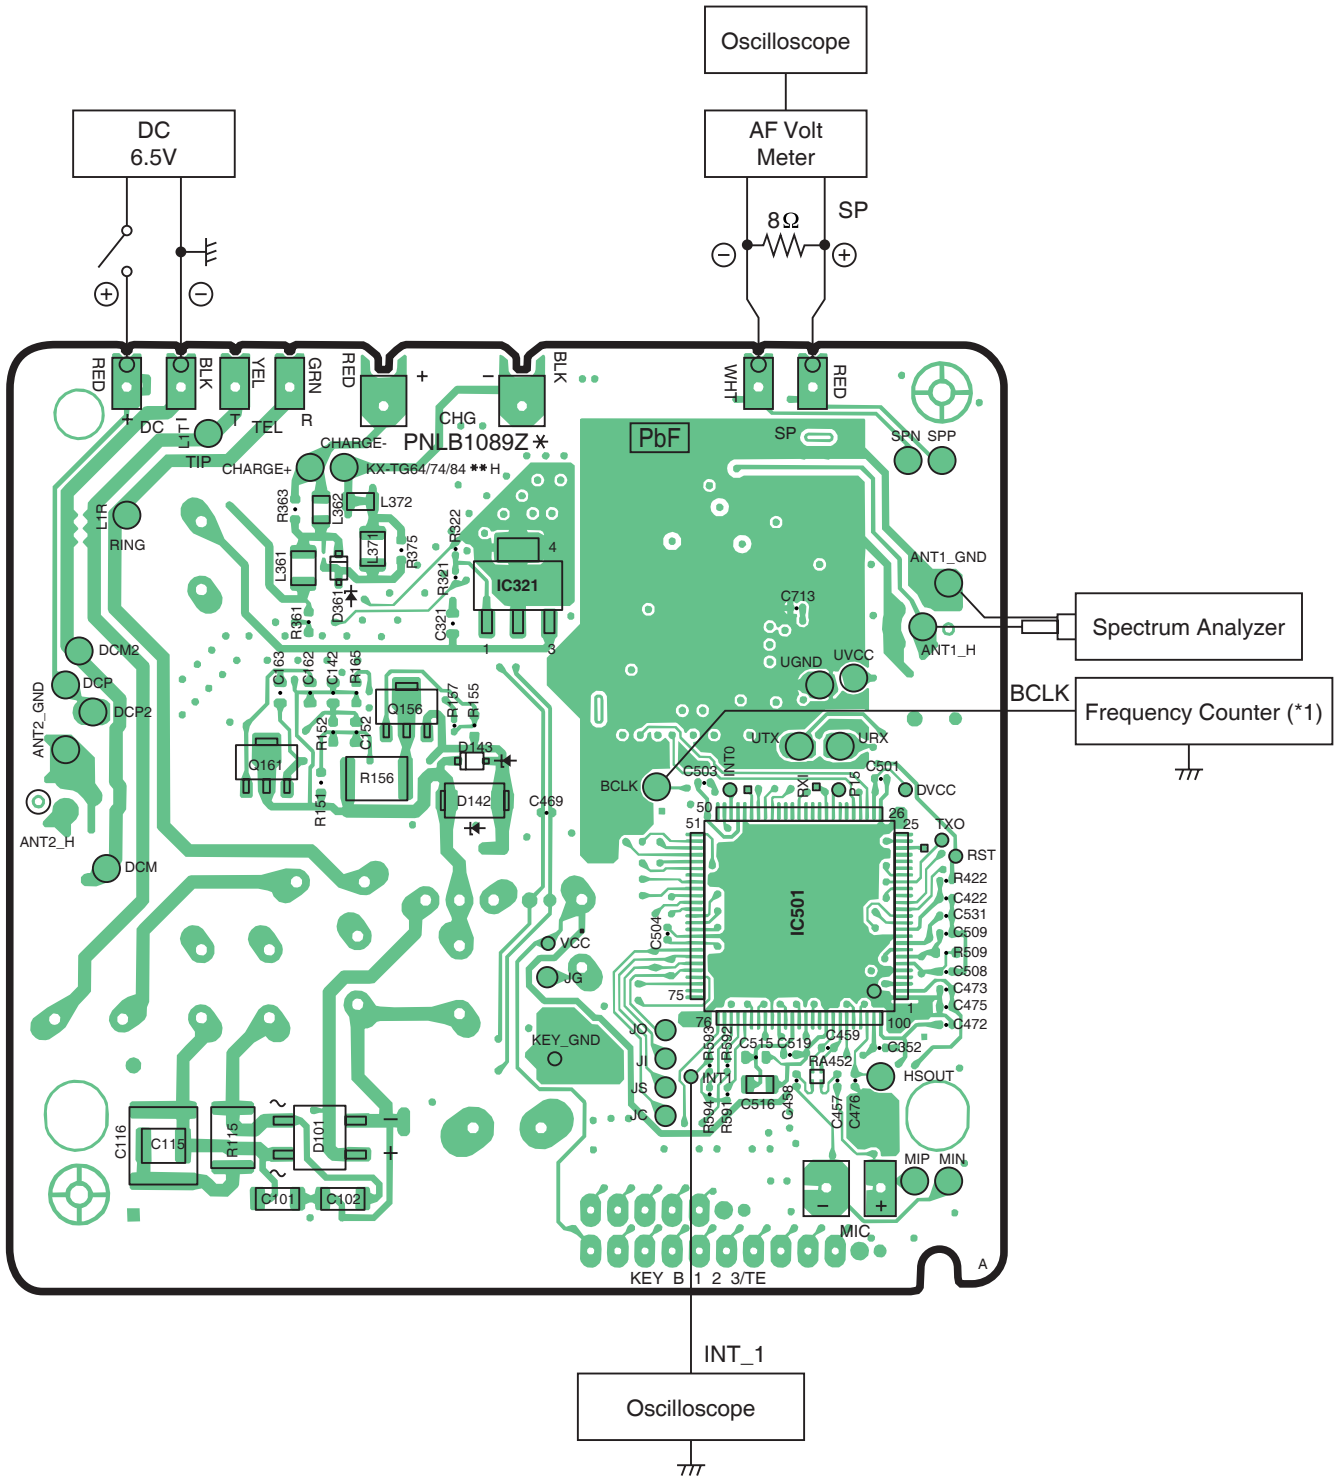 Oscilloscope
DC
6.5V
AF Volt
Meter
SP
8Ω
−
+
+
−
RED
BLK
YEL
GRN
RED
+
−
BLK
WHT
RED
+
−
DC
L1T
T
TEL
R
CHG
PNLB1089Z*
PbF
SP
SPN
SPP
TIP
CHARGE-
CHARGE+
KX-TG64/74/84 ** H
L1R
RING
R363
L362
L372
L361
D361
L371
R375
R322
R321
4
IC321
R361
C321
1
3
C713
ANT1_GND
ANT1_H
Spectrum Analyzer
DCM2
DCP
DCP2
ANT2_GND
C163
C162
C142
R165
Q156
R157
R155
UGND
UVCC
BCLK
Frequency Counter (*1)
R152
C152
Q161
R156
D143
D142
R151
C469
UTX
URX
BCLK
C503
INT0
RXI
P15
C501
DVCC
50
26
51
25
TXO
RST
ANT2_H
DCM
R422
C422
C531
C509
R509
C508
C473
C475
C472
C504
IC501
VCC
JG
75
1
76
100
KEY_GND
JO
JI
JS
JC
R593
R592
C515
C519
C459
C352
RA452
INT1
HSOUT
R594
R591
C516
C458
C457
C476
C116
C115
R115
~
D101
−
+
~
C101
C102
MIP
MIN
−
+
MIC
KEY B 1 2 3/TE
A
INT_1
Oscilloscope